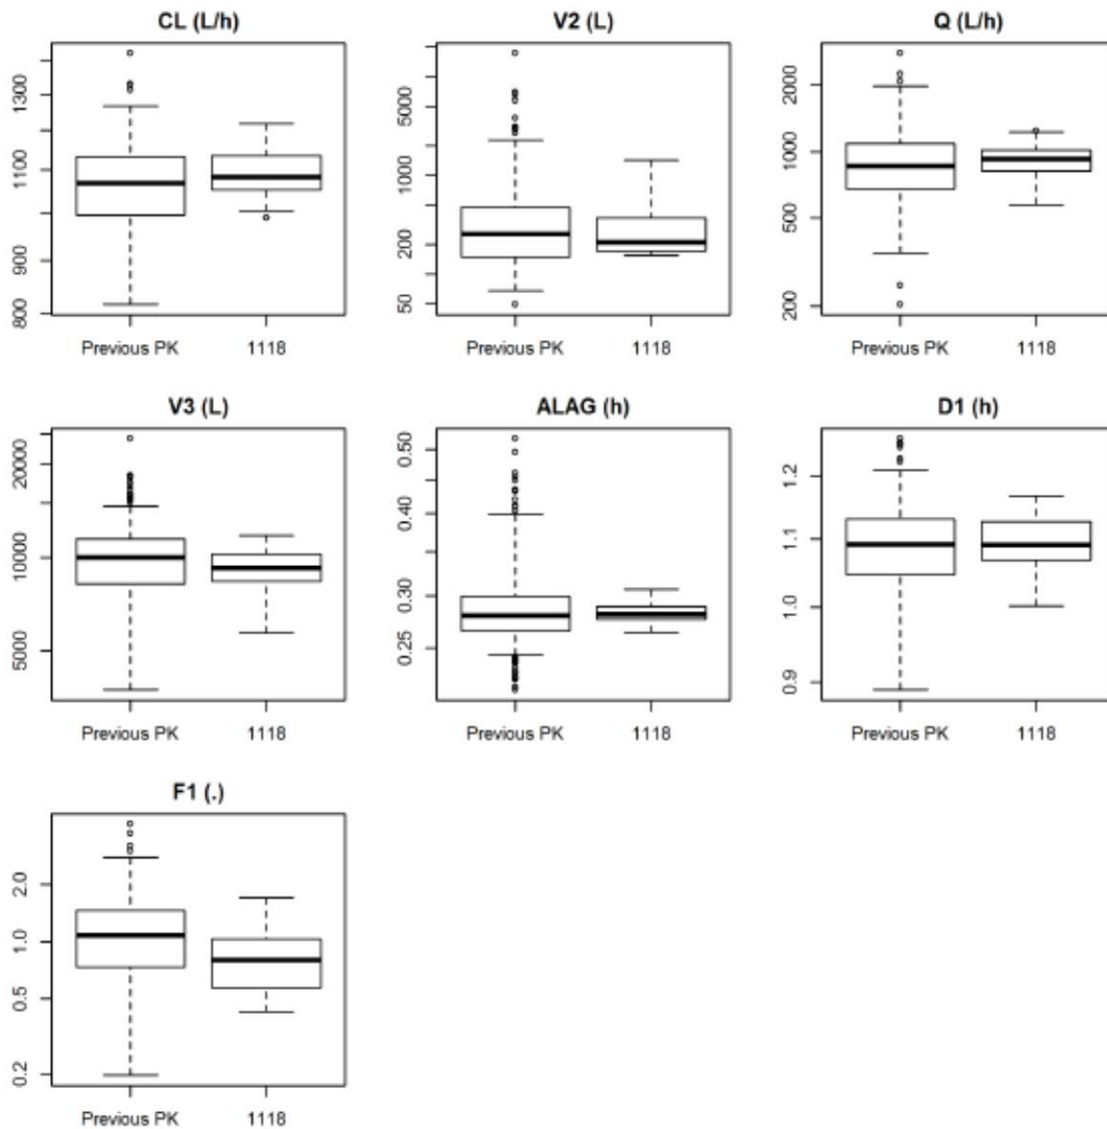 CL (L/h)
V2 (L)
Q (L/h)
1300
1100
900
800
Previous PK
1118
5000
1000
200
50
Previous PK
1118
2000
1000
500
200
Previous PK
1118
V3 (L)
ALAG (h)
D1 (h)
20000
10000
5000
Previous PK
1118
0.50
0.40
0.30
0.25
Previous PK
1118
1.2
1.1
1.0
0.9
Previous PK
1118
F1 (.)
2.0
1.0
0.5
0.2
Previous PK
1118